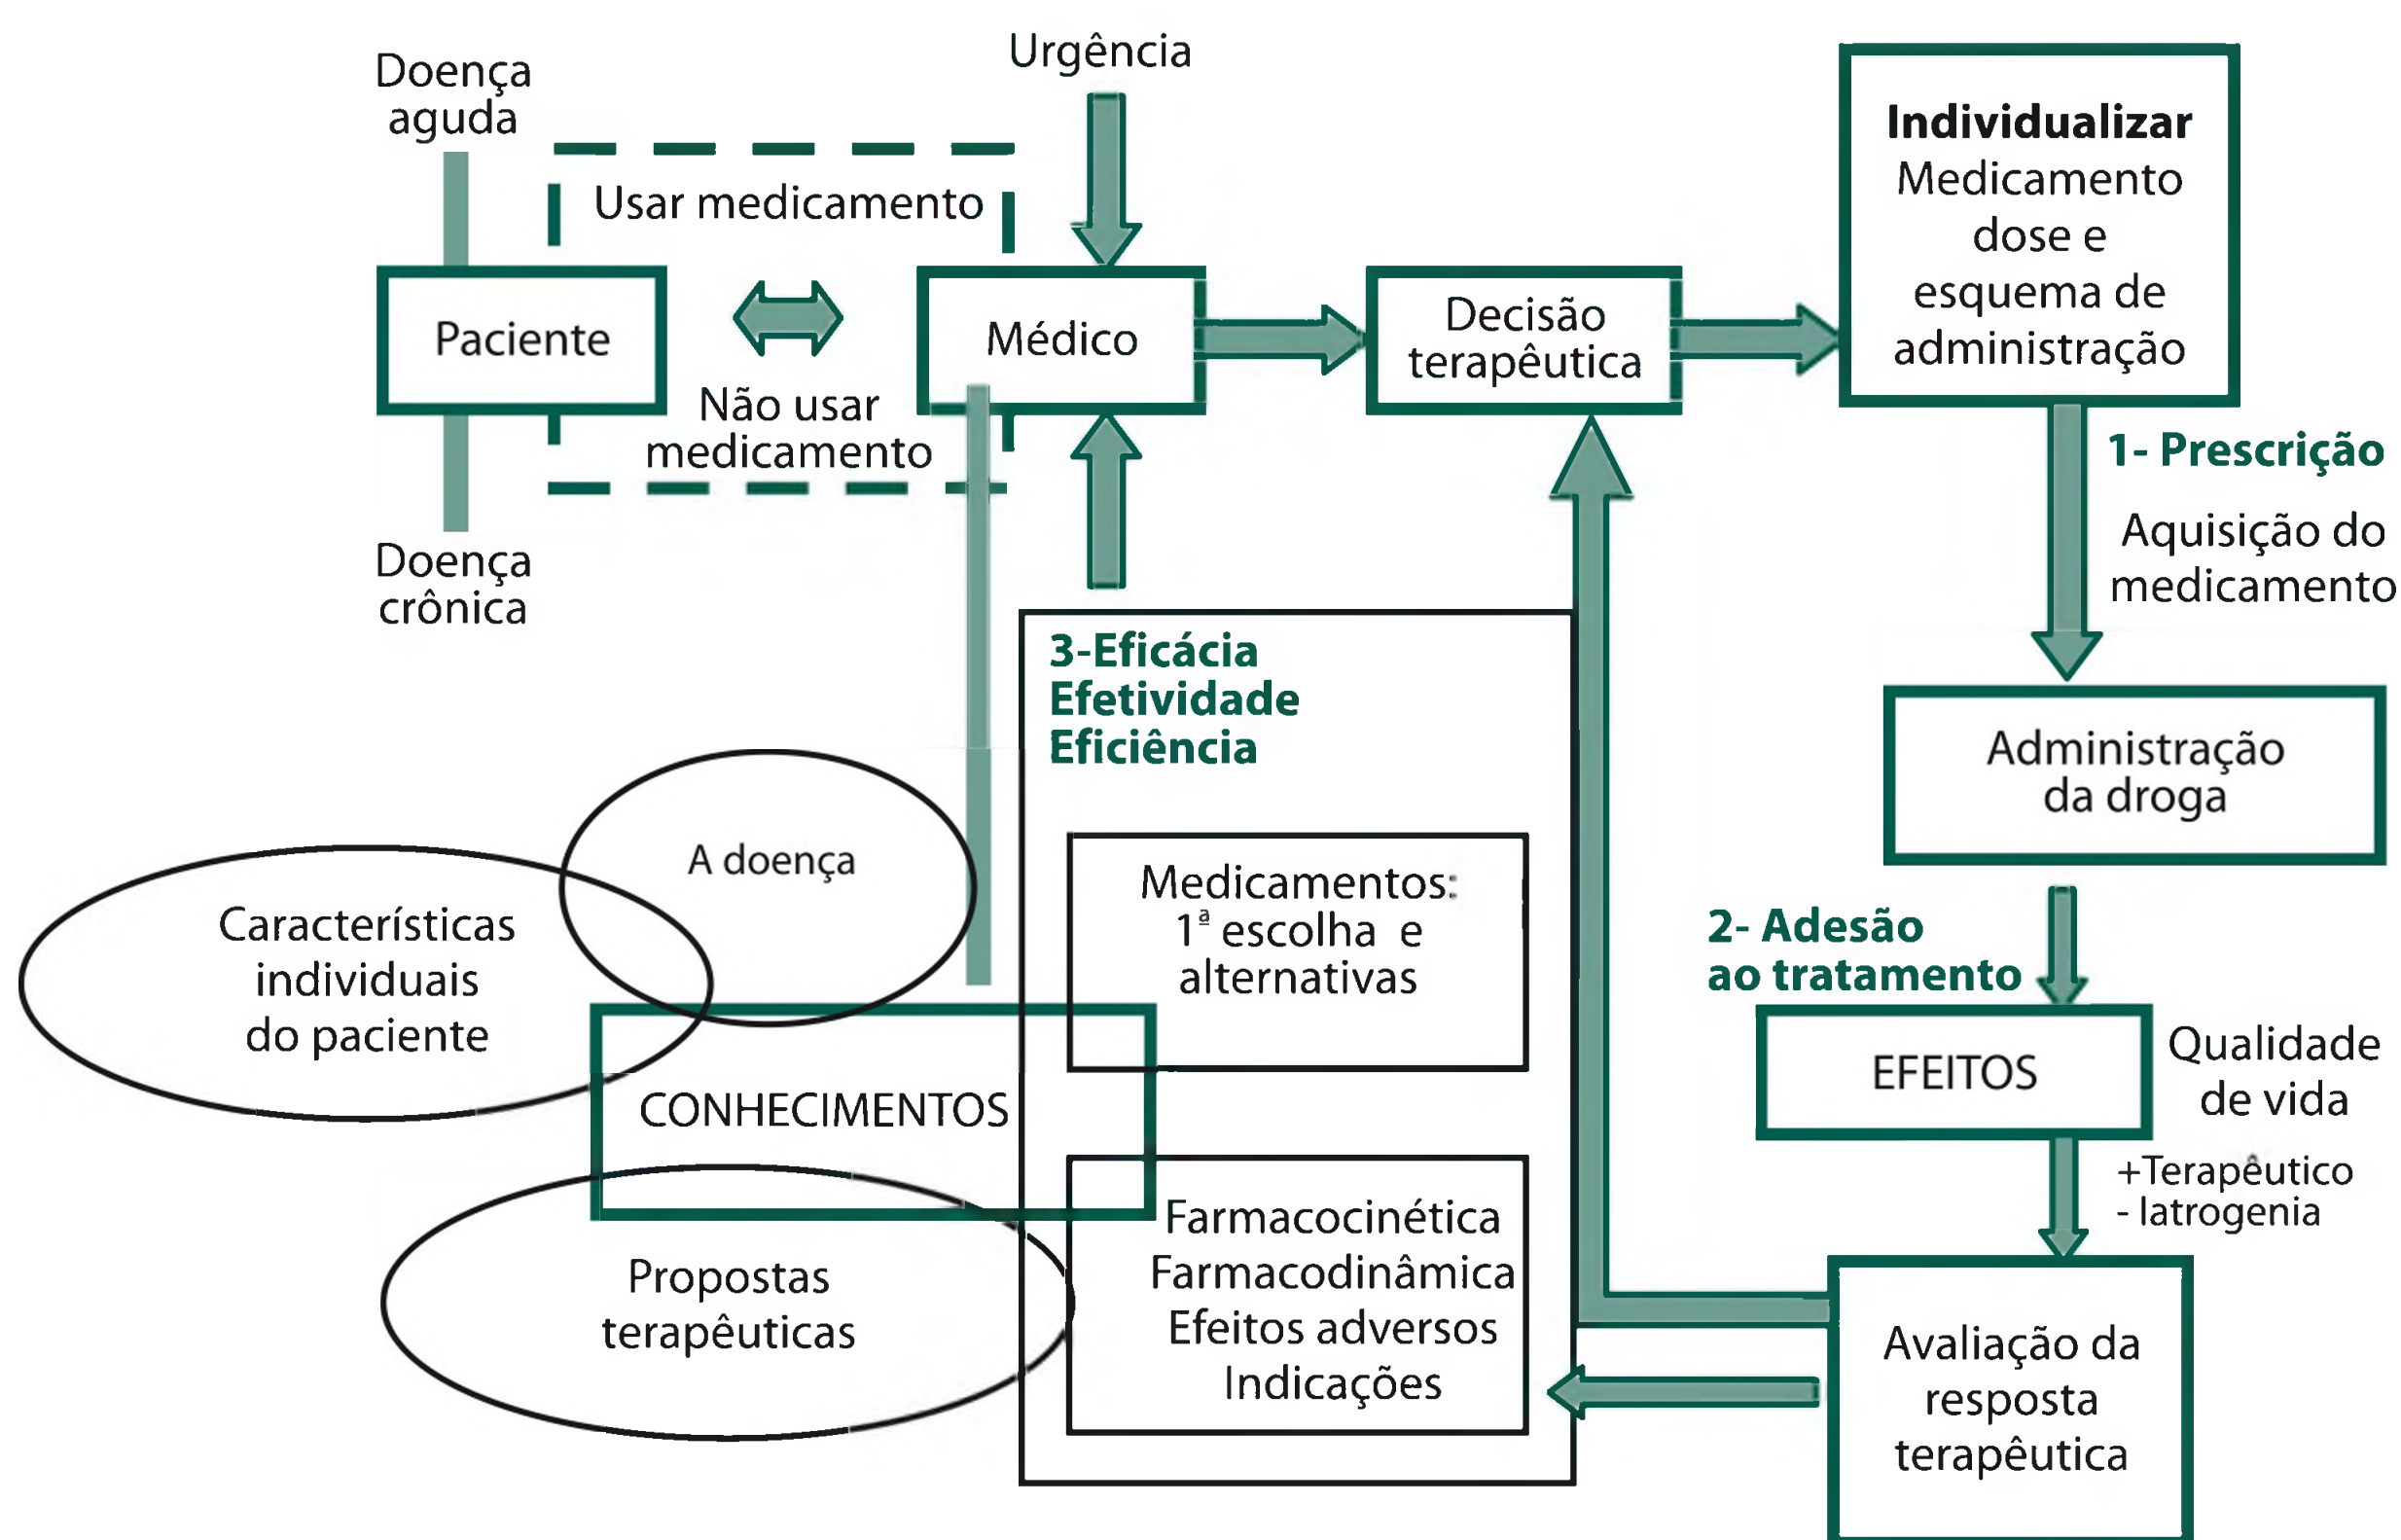 Doença
aguda
Urgência
Usar medicamento
Paciente
Médico
Não usar
medicamento
Doença
crônica
Decisão
terapêutica
Individualizar
Medicamento
dose e
esquema de
administração
1- Prescrição
Aquisição do
medicamento
Administração
da droga
2- Adesão
ao tratamento
EFEITOS
Qualidade
de vida
+Terapêutico
- Iatrogenia
Avaliação da
resposta
terapêutica
3-Eficácia
Efetividade
Eficiência
Medicamentos:
1ª escolha e
alternativas
Farmacocinética
Farmacodinâmica
Efeitos adversos
Indicações
A doença
Características
individuais
do paciente
CONHECIMENTOS
Propostas
terapêuticas